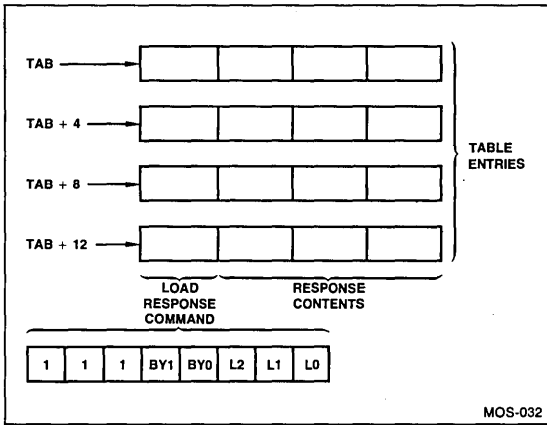 TAB
TAB + 4
TAB + 8
TAB + 12
TABLE
ENTRIES
LOAD
RESPONSE
COMMAND
RESPONSE
CONTENTS
1 1 1 BY1 BY0 L2 L1 L0
MOS-032